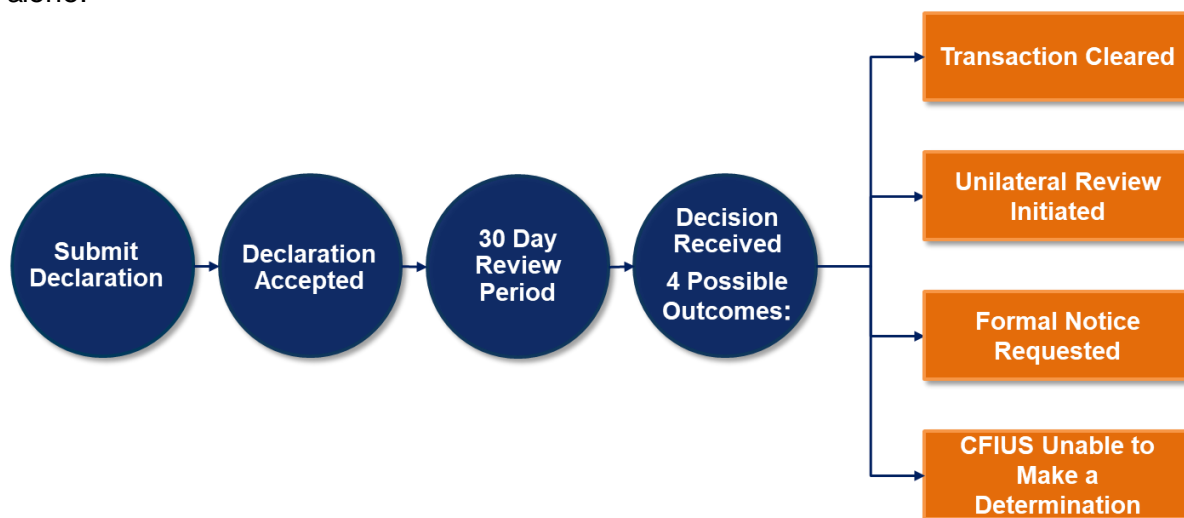 alone.
Submit
Declaration
Declaration
Accepted
30 Day
Review
Period
Decision
Received
4 Possible
Outcomes:
Transaction Cleared
Unilateral Review
Initiated
Formal Notice
Requested
CFIUS Unable to
Make a
Determination